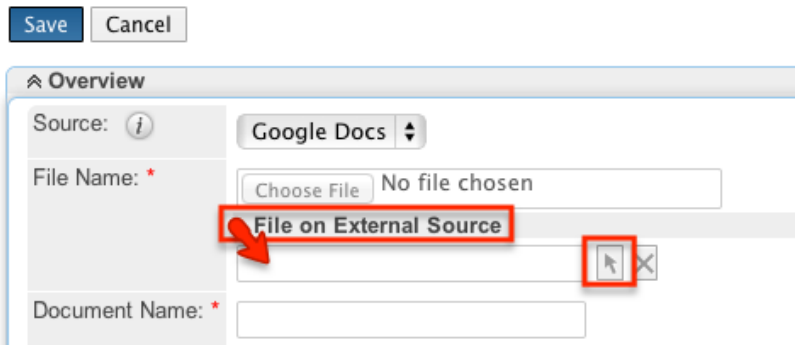 Save Cancel
Overview
Source: i Google Docs
File Name: * Choose File No file chosen
File on External Source
Document Name: *